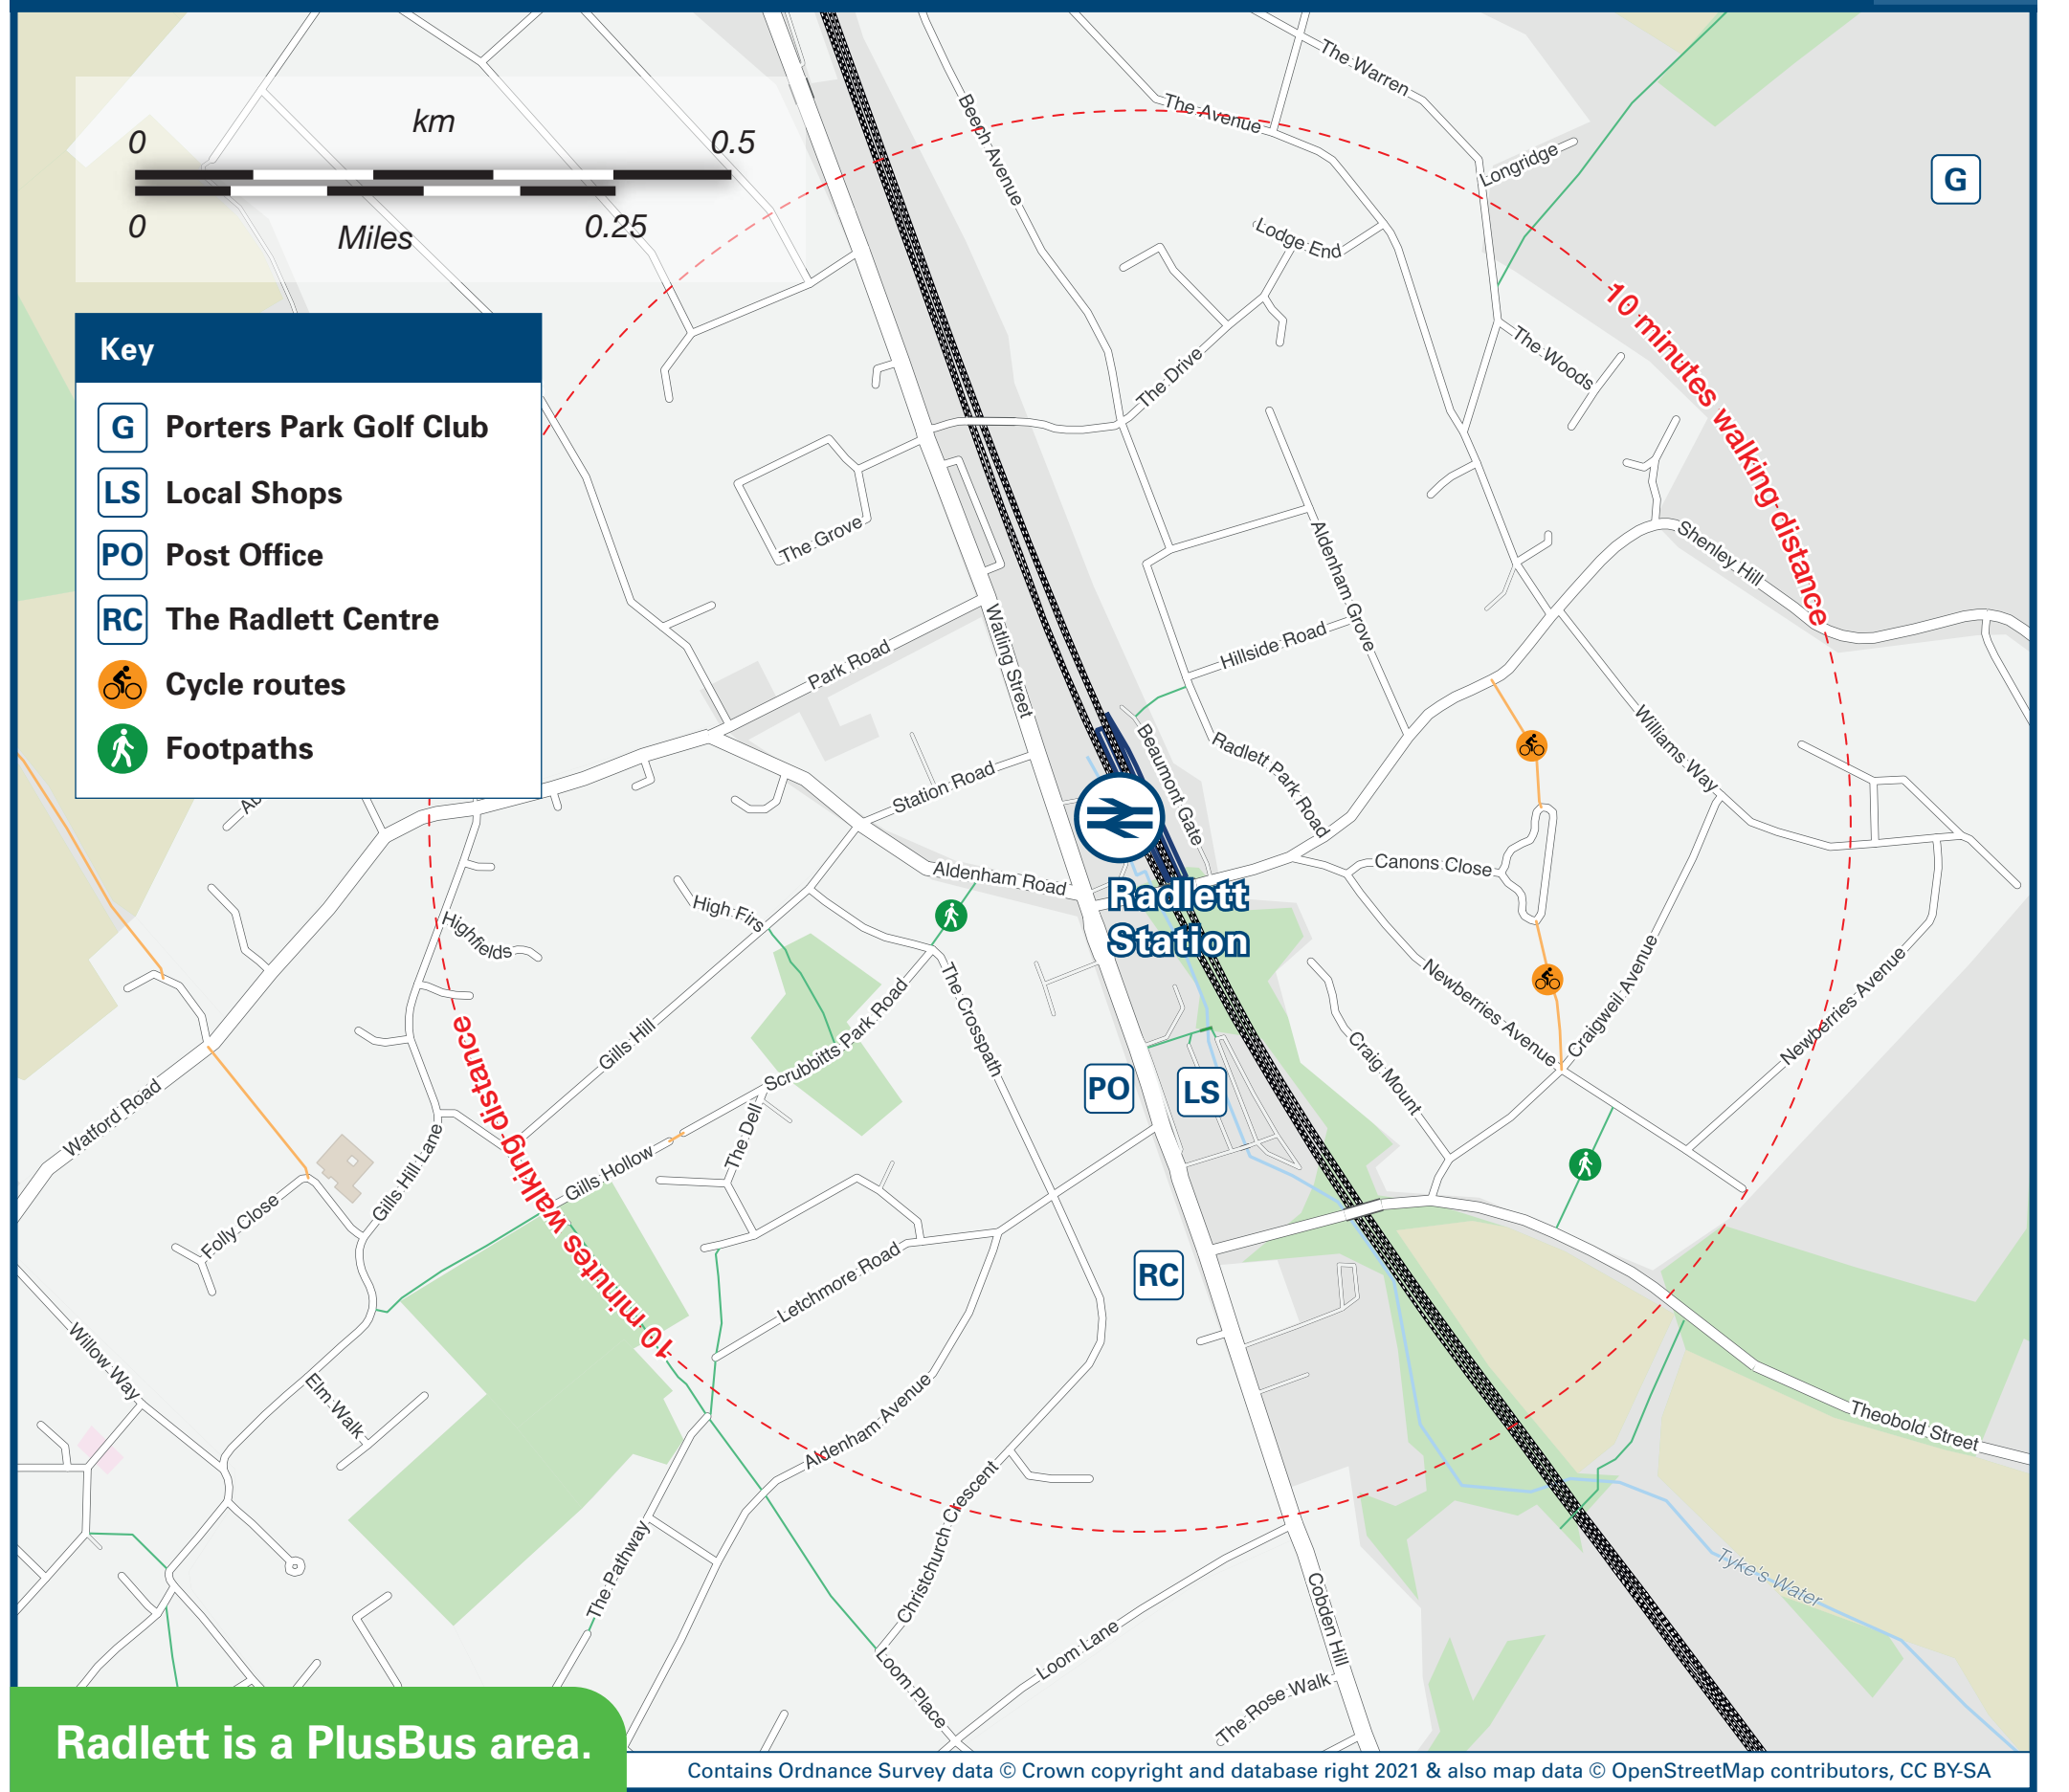 km
0
0.5
0
Miles
0.25
Key
G Porters Park Golf Club
LS Local Shops
PO Post Office
RC The Radlett Centre
Cycle routes
Footpaths
The Warren
The Avenue
Beech Avenue
Longridge
G
Lodge End
10 minutes walking distance
The Woods
The Drive
The Grove
Aldenham Grove
Shenley Hill
Watling Street
Hillside Road
Park Road
Williams Way
Radlett Park Road
Beaumont Gate
Station Road
Canons Close
Aldenham Road
Radlett
Station
High Firs
Highfields
The Crosspath
Newberries Avenue
Craigweil Avenue
Newberries Avenue
Gills Hill
Scrubbitts Park Road
Craig Mount
PO
LS
Watford Road
The Dell
Gills Hill Lane
Gills Hollow
Folly Close
10 minutes walking distance
Letchmore Road
RC
Willow Way
Elm Walk
Aldenham Avenue
Theobold Street
Christchurch Crescent
The Pathway
Tyke's Water
Cobden Hill
Loom Lane
Loom Place
The Rose Walk
Radlett is a PlusBus area.
Contains Ordnance Survey data © Crown copyright and database right 2021 & also map data © OpenStreetMap contributors, CC BY-SA